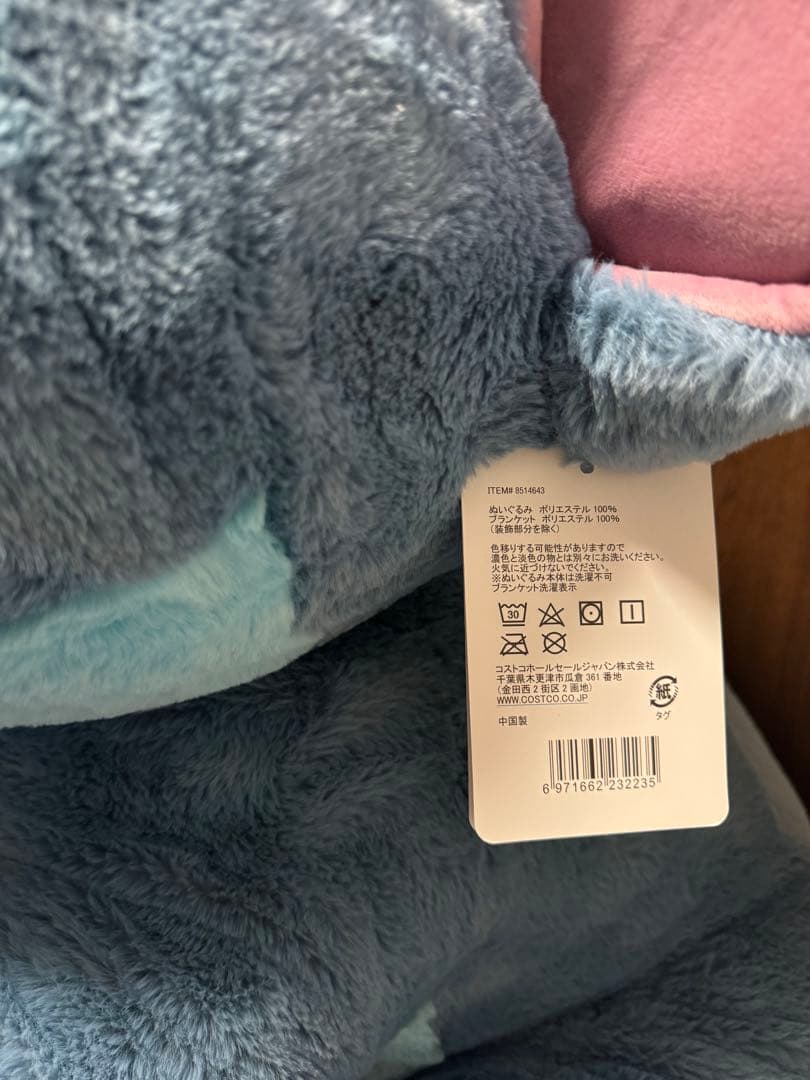 ITEM# 8514643
ぬいぐるみ ポリエステル 100%
ブランケット ポリエステル 100%
(装飾部分を除く)
色移りする可能性がありますので
濃色と淡色の物とは別々にお洗いください。
火気に近づけないでください。
※ぬいぐるみ本体は洗濯不可
ブランケット洗濯表示
30
コストコホールセールジャパン株式会社
千葉県木更津市瓜倉 361 番地
(金田西 2 街区 2 画地)
WWW.COSTCO.CO.JP
紙
タグ
中国製
6 971662 232235